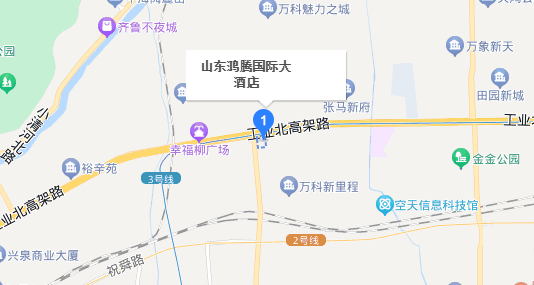 万科魅力之城
齐鲁不夜城
万象新天
山东鸿腾国际大
酒店
田园新城
张马新府
公园
小清河北路
1
工业北高架路
工业北
幸福柳广场
金金公园
裕辛苑
3号线
万科新里程
空天信息科技馆
工业北高架路
2号线
兴泉商业大厦
祝舜路